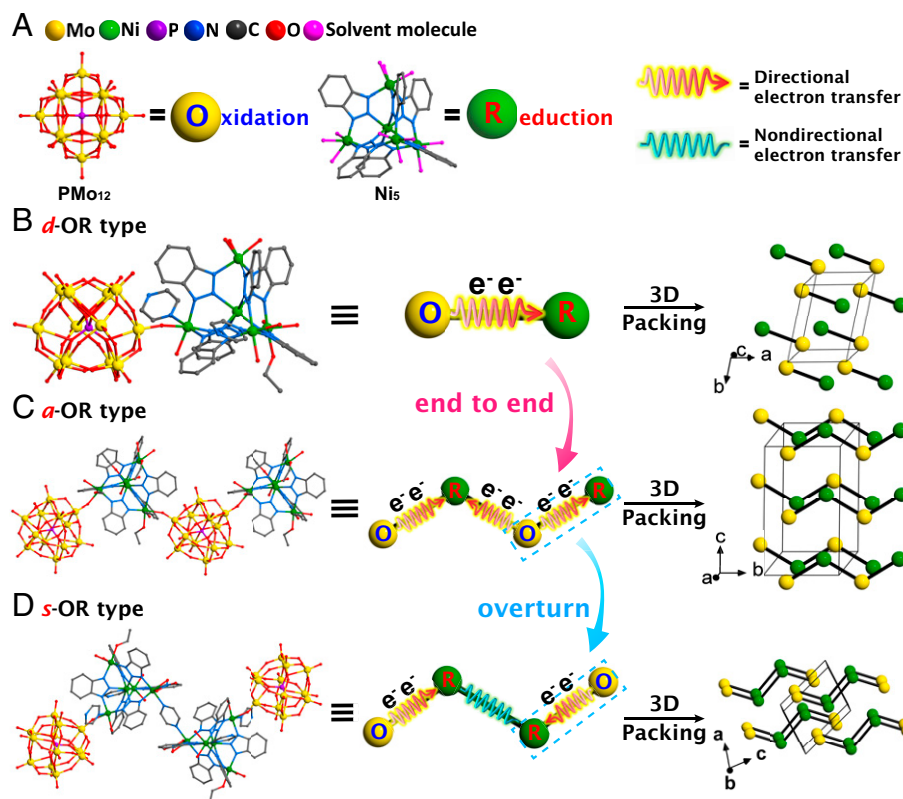 A
Mo Ni P N C O Solvent molecule
PMo12
= O xidation
Ni5
= R eduction
= Directional
electron transfer
= Nondirectional
electron transfer
B d-OR type
≡
O e- e- R
3D
Packing
c a
b
end to end
C a-OR type
≡
O e-e- R e-e- O e-e- R
3D
Packing
c
a b
overturn
D s-OR type
≡
O e-e- R R e-e- O
3D
Packing
a
c
b